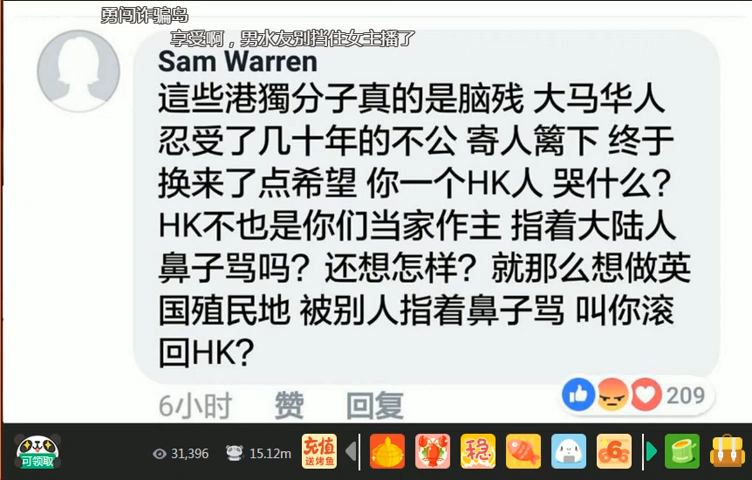 勇闯诈骗岛
享受啊，男水友别挡住女主播了
Sam Warren
這些港獨分子真的是脑残 大马华人
忍受了几十年的不公 寄人篱下 终于
换来了点希望 你一个HK人 哭什么？
HK不也是你们当家作主 指着大陆人
鼻子骂吗？还想怎样？就那么想做英
国殖民地 被别人指着鼻子骂 叫你滚
回HK？
6小时 赞 回复 209
可领取 31,396 15.12m 充值 送烤鱼 稳 6